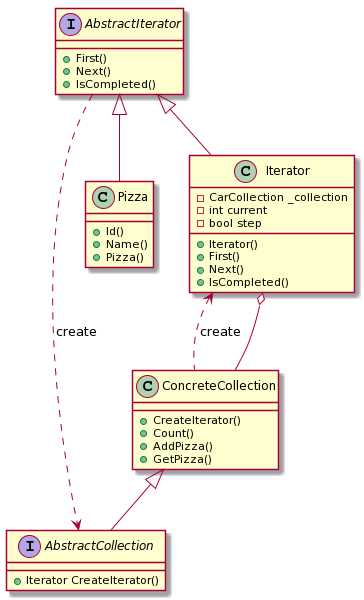 I AbstractIterator
First()
Next()
IsCompleted()
C Pizza
Id()
Name()
Pizza()
C Iterator
CarCollection _collection
int current
bool step
Iterator()
First()
Next()
IsCompleted()
create
create
C ConcreteCollection
CreateIterator()
Count()
AddPizza()
GetPizza()
I AbstractCollection
Iterator CreateIterator()